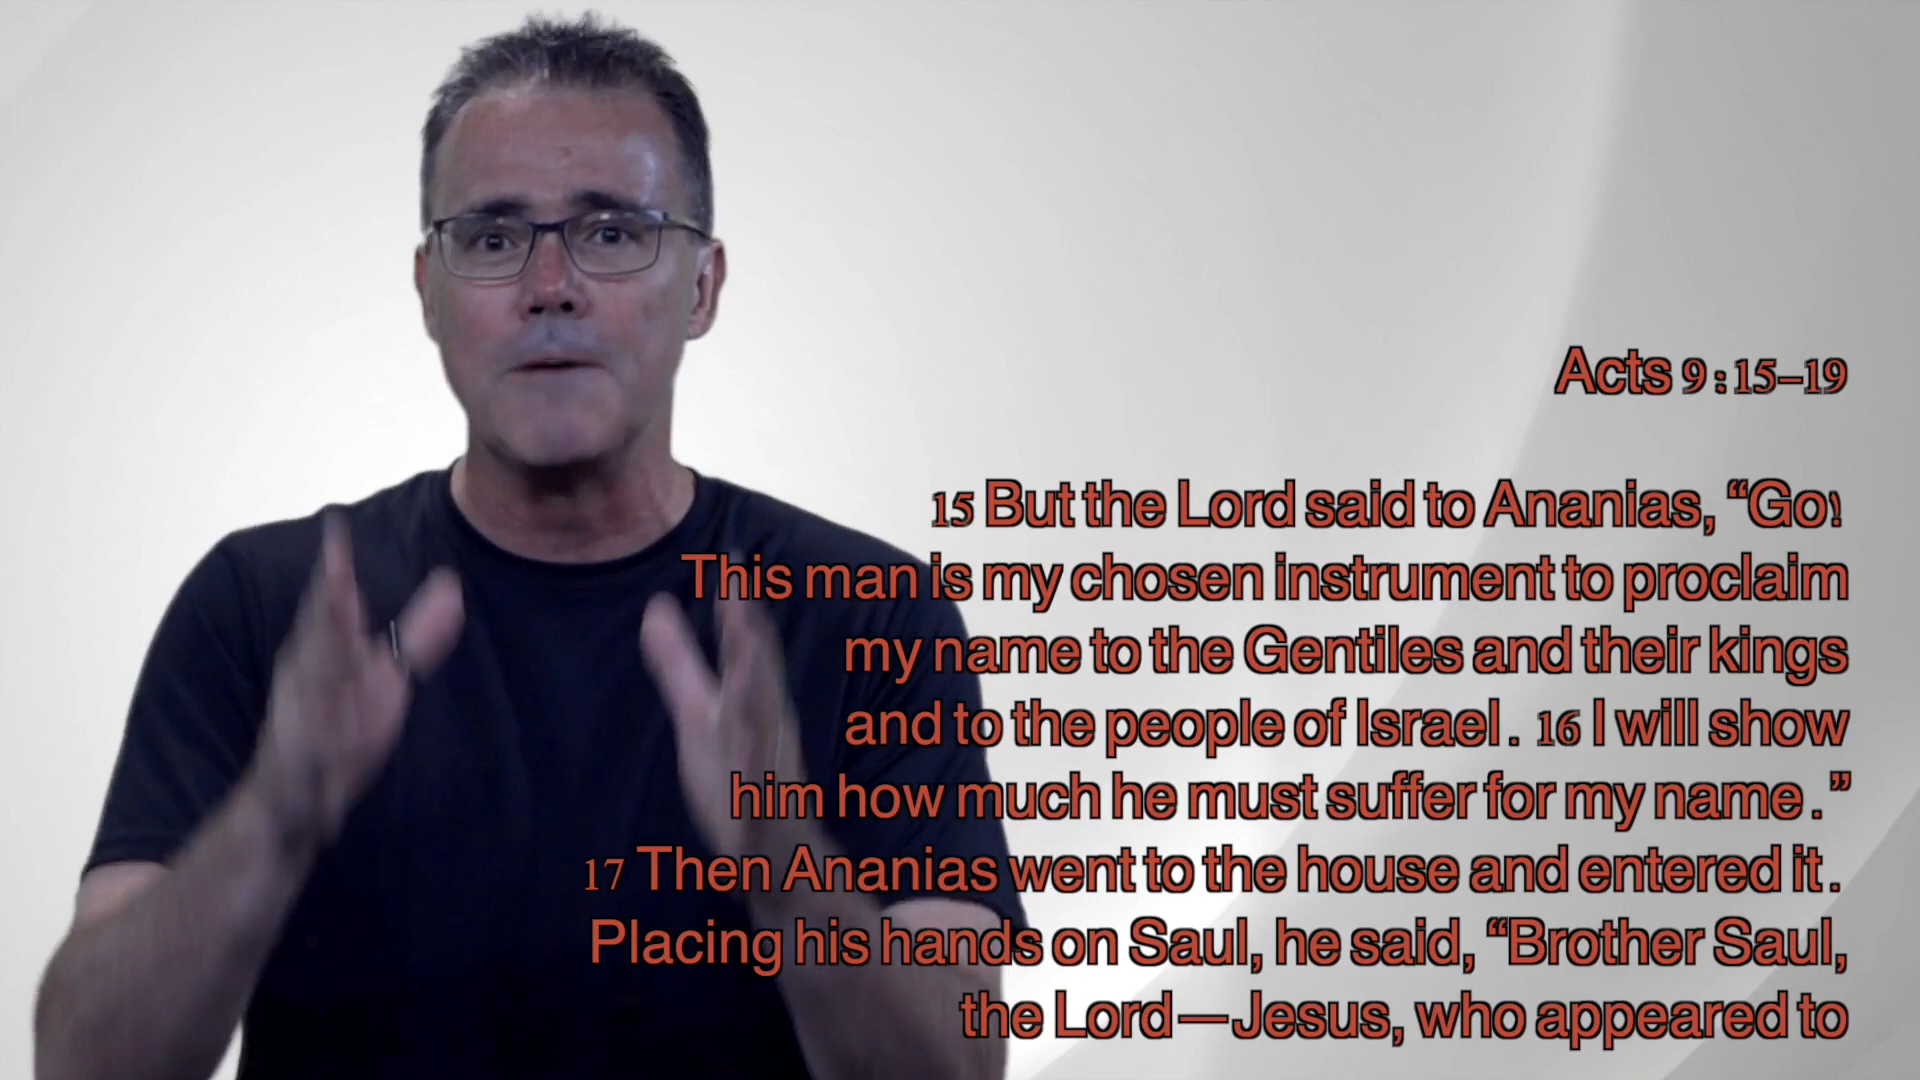 Acts 9:15–19
15 But the Lord said to Ananias, “Go!
This man is my chosen instrument to proclaim
my name to the Gentiles and their kings
and to the people of Israel. 16 I will show
him how much he must suffer for my name.”
17 Then Ananias went to the house and entered it.
Placing his hands on Saul, he said, “Brother Saul,
the Lord—Jesus, who appeared to